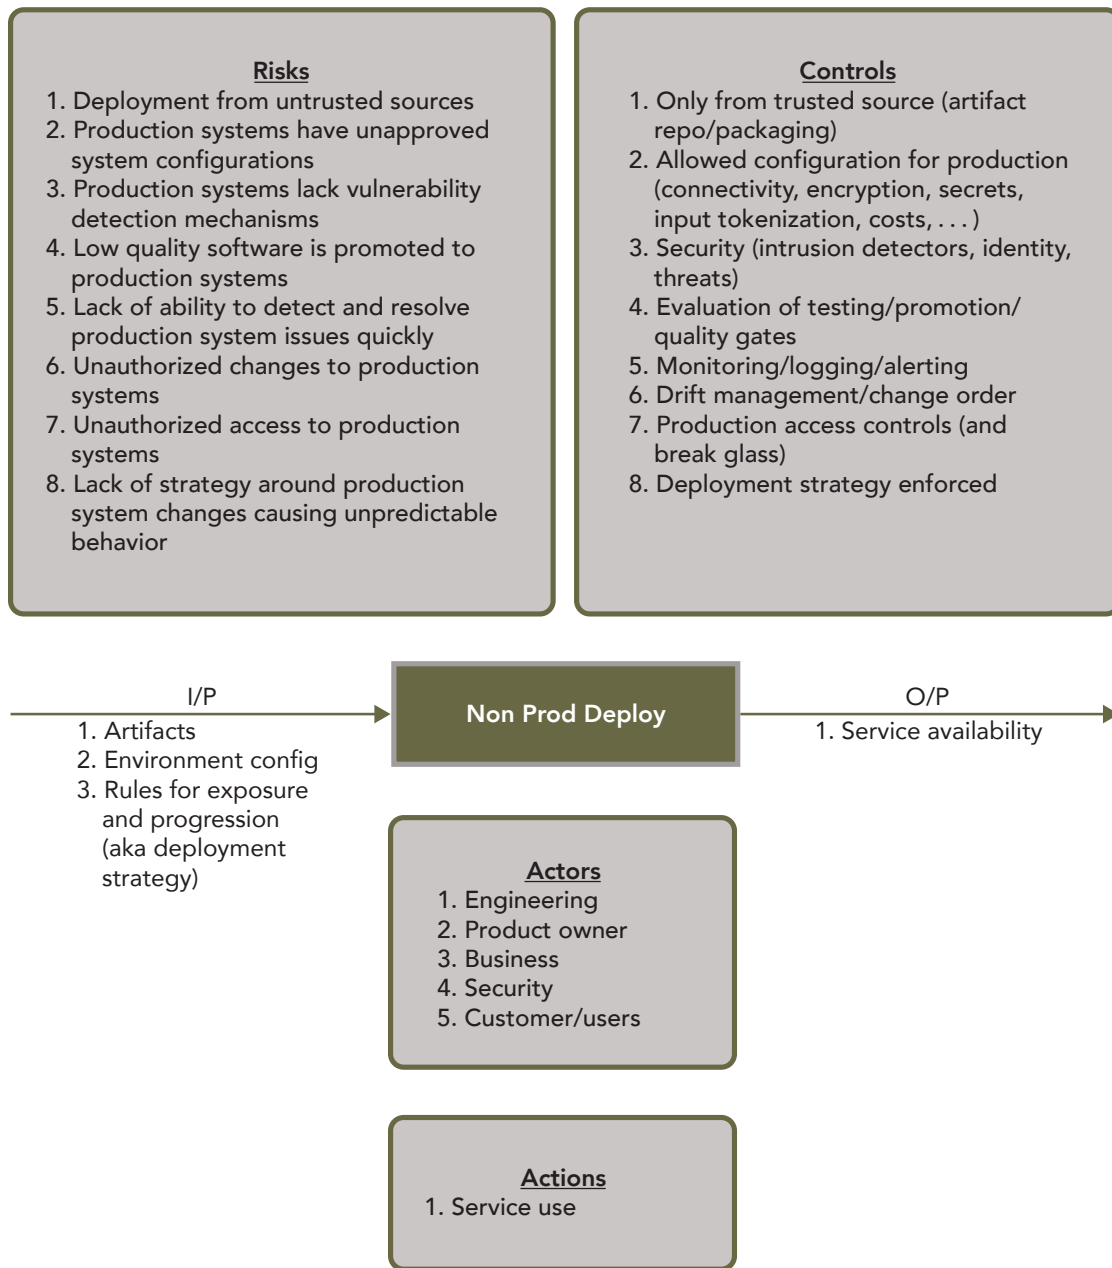 Risks
1. Deployment from untrusted sources
2. Production systems have unapproved
system configurations
3. Production systems lack vulnerability
detection mechanisms
4. Low quality software is promoted to
production systems
5. Lack of ability to detect and resolve
production system issues quickly
6. Unauthorized changes to production
systems
7. Unauthorized access to production
systems
8. Lack of strategy around production
system changes causing unpredictable
behavior
Controls
1. Only from trusted source (artifact
repo/packaging)
2. Allowed configuration for production
(connectivity, encryption, secrets,
input tokenization, costs, . . . )
3. Security (intrusion detectors, identity,
threats)
4. Evaluation of testing/promotion/
quality gates
5. Monitoring/logging/alerting
6. Drift management/change order
7. Production access controls (and
break glass)
8. Deployment strategy enforced
I/P
1. Artifacts
2. Environment config
3. Rules for exposure
and progression
(aka deployment
strategy)
Non Prod Deploy
O/P
1. Service availability
Actors
1. Engineering
2. Product owner
3. Business
4. Security
5. Customer/users
Actions
1. Service use